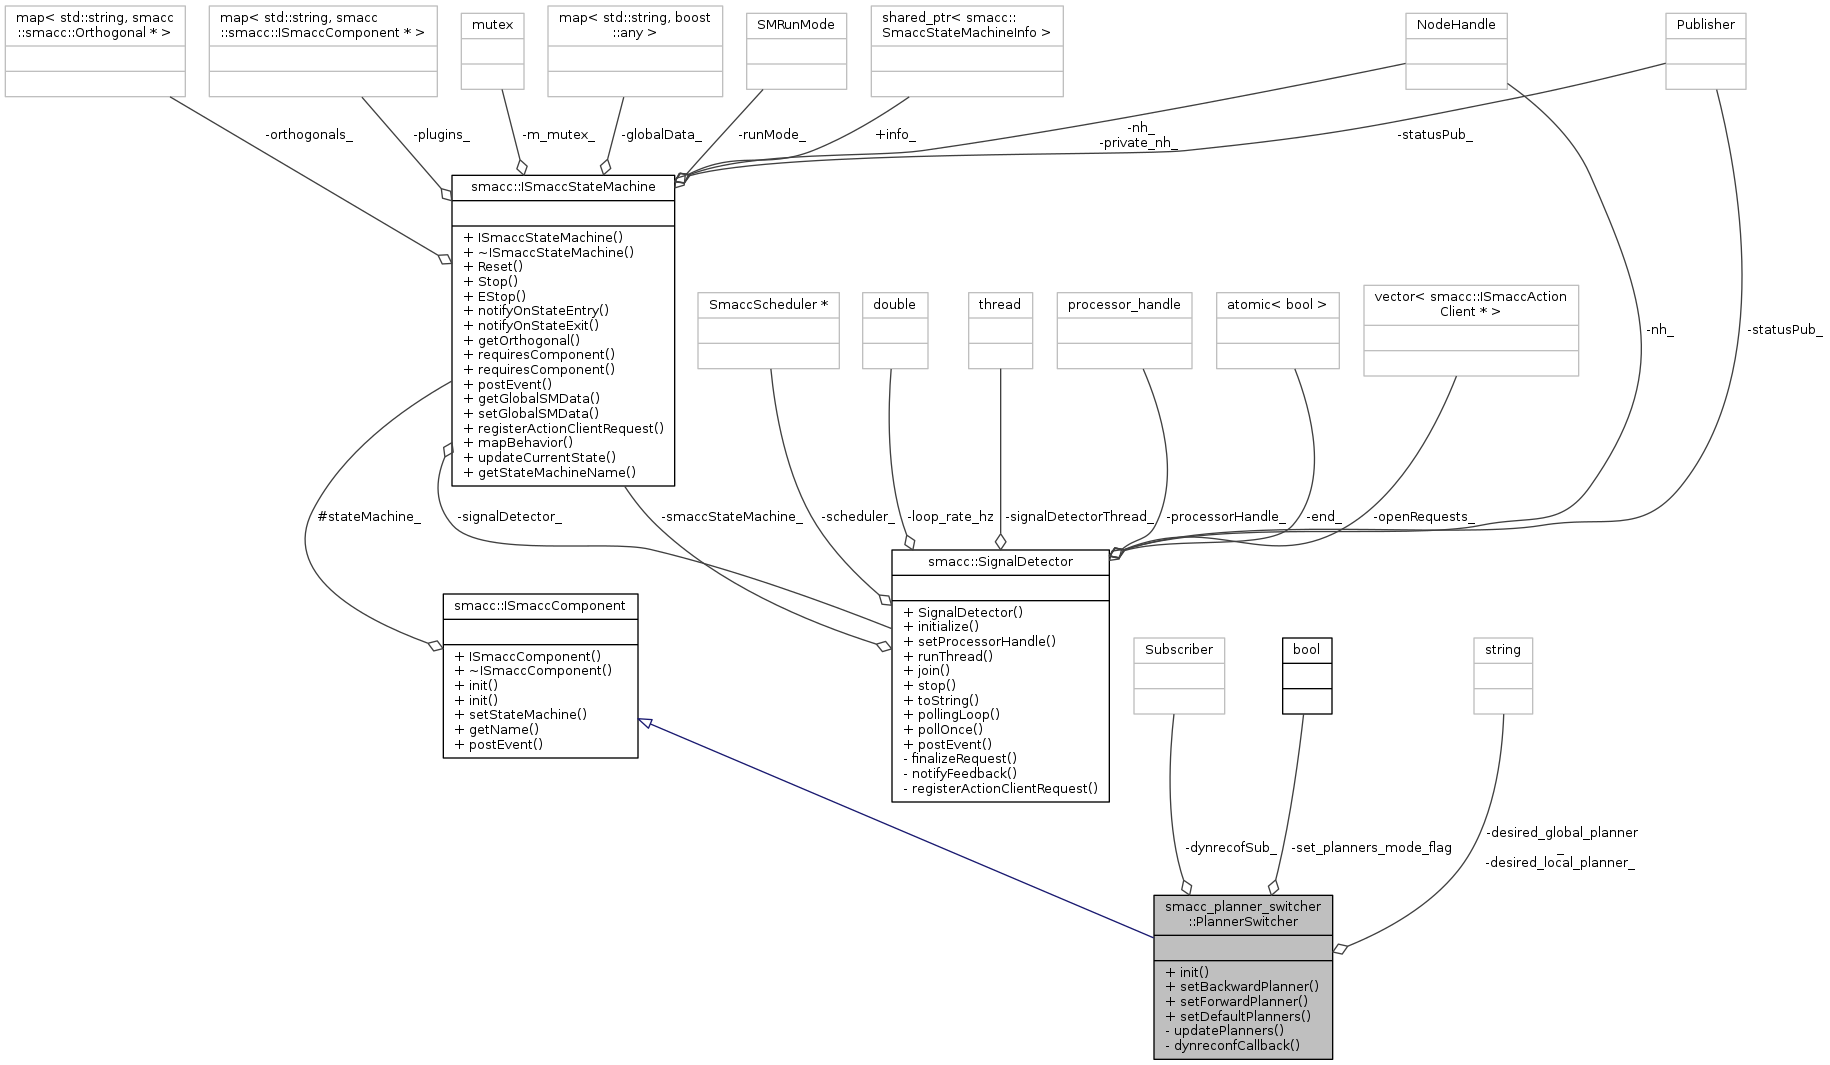 map< std::string, smacc
::smacc::Orthogonal * >
map< std::string, smacc
::smacc::ISmaccComponent * >
mutex
map< std::string, boost
::any >
SMRunMode
shared_ptr< smacc::
SmaccStateMachineInfo >
NodeHandle
Publisher
-orthogonals_
-plugins_
-m_mutex_
-globalData_
-runMode_
+info_
-nh_
-private_nh_
-statusPub_
smacc::ISmaccStateMachine
+ ISmaccStateMachine()
+ ~ISmaccStateMachine()
+ Reset()
+ Stop()
+ EStop()
+ notifyOnStateEntry()
+ notifyOnStateExit()
+ getOrthogonal()
+ requiresComponent()
+ requiresComponent()
+ postEvent()
+ getGlobalSMData()
+ setGlobalSMData()
+ registerActionClientRequest()
+ mapBehavior()
+ updateCurrentState()
+ getStateMachineName()
SmaccScheduler *
double
thread
processor_handle
atomic< bool >
vector< smacc::ISmaccAction
Client * >
-nh_
-statusPub_
#stateMachine_
-signalDetector_
-smaccStateMachine_
-scheduler_
-loop_rate_hz
-signalDetectorThread_
-processorHandle_
-end_
-openRequests_
smacc::SignalDetector
+ SignalDetector()
+ initialize()
+ setProcessorHandle()
+ runThread()
+ join()
+ stop()
+ toString()
+ pollingLoop()
+ pollOnce()
+ postEvent()
- finalizeRequest()
- notifyFeedback()
- registerActionClientRequest()
smacc::ISmaccComponent
+ ISmaccComponent()
+ ~ISmaccComponent()
+ init()
+ init()
+ setStateMachine()
+ getName()
+ postEvent()
Subscriber
bool
string
-dynrecofSub_
-set_planners_mode_flag
-desired_global_planner
_
-desired_local_planner_
smacc_planner_switcher
::PlannerSwitcher
+ init()
+ setBackwardPlanner()
+ setForwardPlanner()
+ setDefaultPlanners()
- updatePlanners()
- dynreconfCallback()